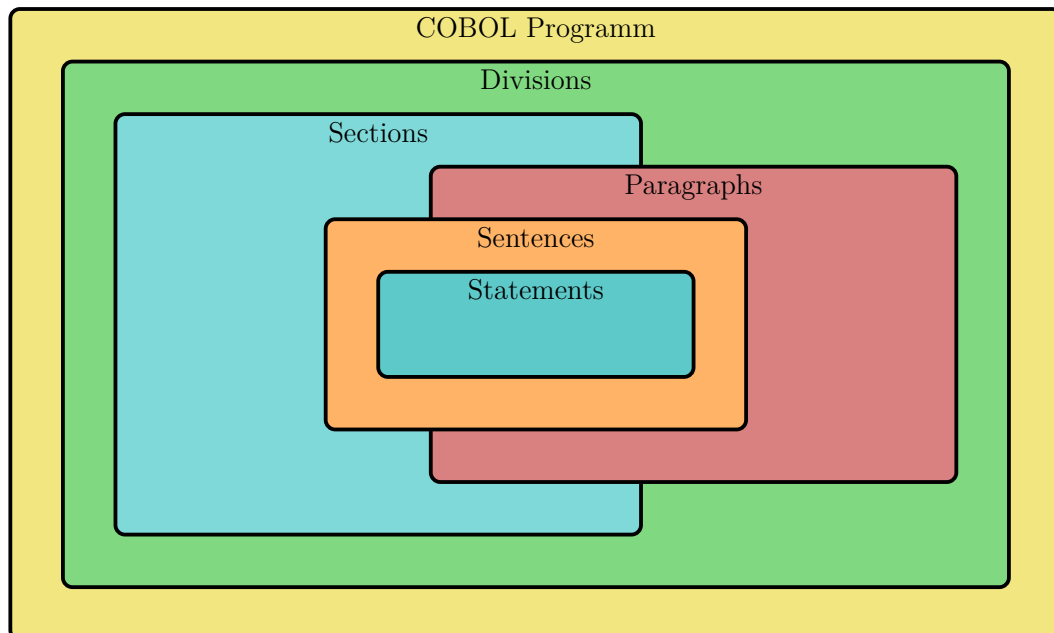 COBOL Programm
Divisions
Sections
Paragraphs
Sentences
Statements